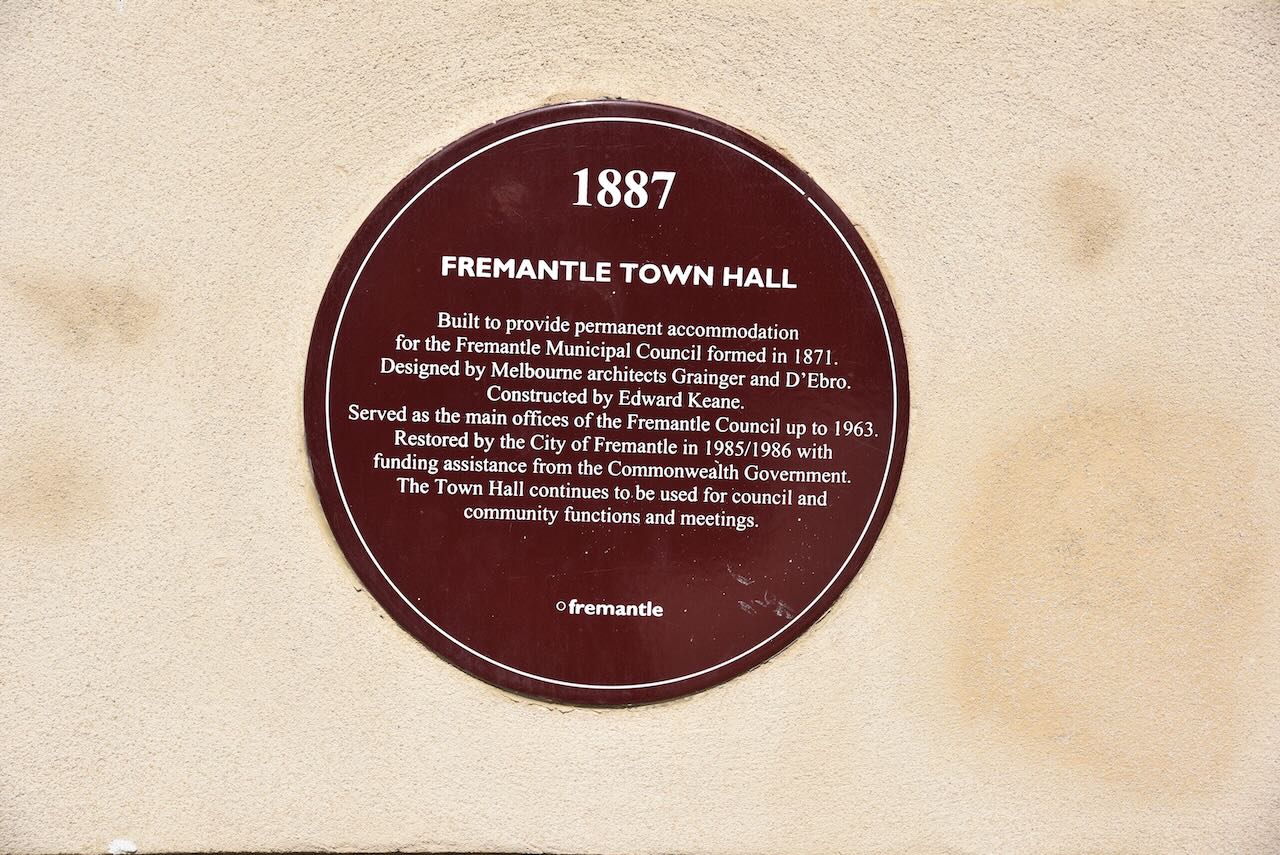 1887
FREMANTLE TOWN HALL
Built to provide permanent accommodation
for the Fremantle Municipal Council formed in 1871.
Designed by Melbourne architects Grainger and D’Ebro.
Constructed by Edward Keane.
Served as the main offices of the Fremantle Council up to 1963.
Restored by the City of Fremantle in 1985/1986 with
funding assistance from the Commonwealth Government.
The Town Hall continues to be used for council and
community functions and meetings.
fremantle